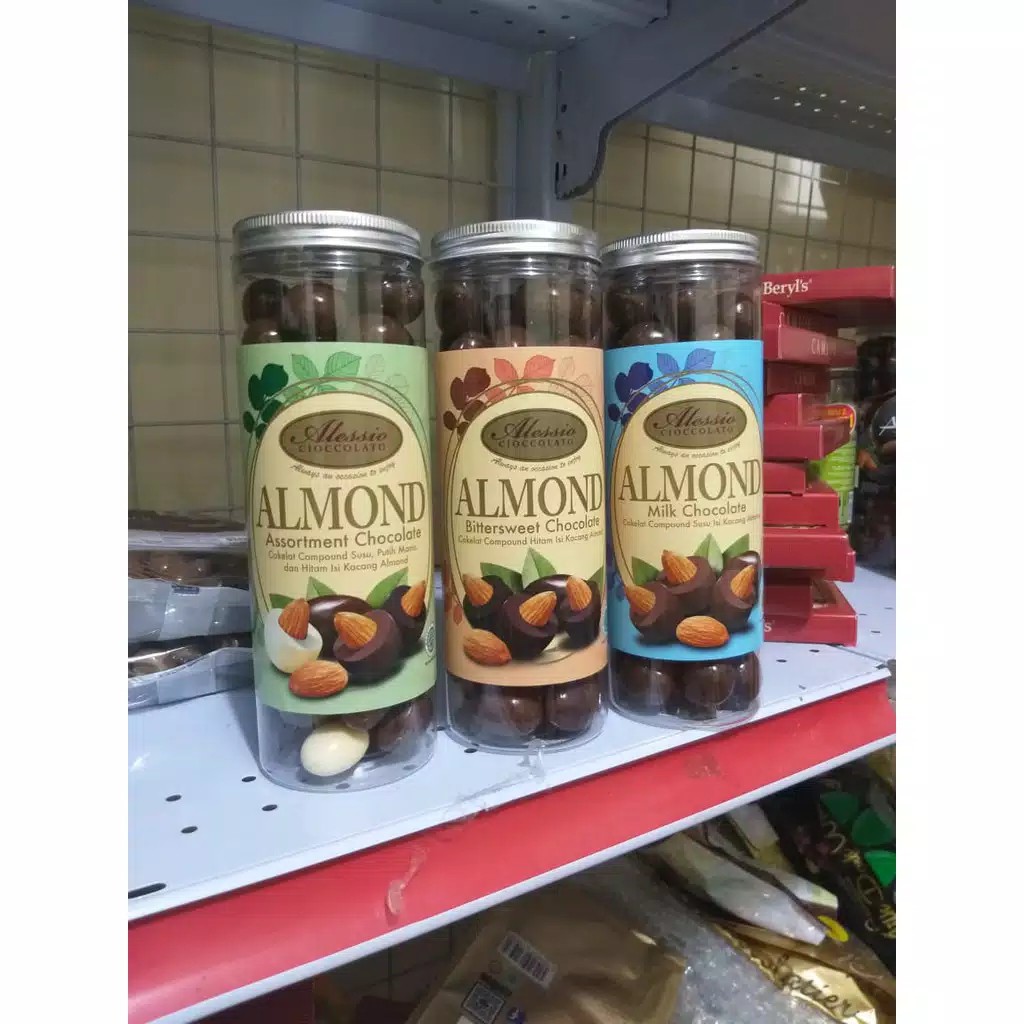 Alessio
CIOCCOLATO
Always an occasion to enjoy
ALMOND
Assortment Chocolate
Cokelat Compound Susu, Putih Mamo,
dan Hitam Isi Kacang Almond
Alessio
CIOCCOLATO
Always an occasion to enjoy
ALMOND
Bittersweet Chocolate
Cokelat Compound Hitam Isi Kacang Almond
Alessio
CIOCCOLATO
Always an occasion to enjoy
ALMOND
Milk Chocolate
Cokelat Compound Susu Isi Kacang
Beryl's